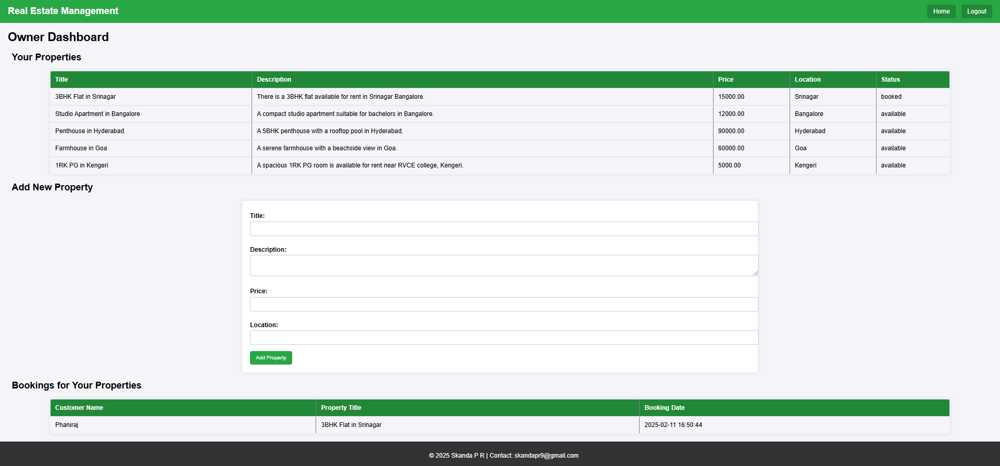 Real Estate Management Home Logout
Owner Dashboard
Your Properties
Title Description Price Location Status
3BHK Flat in Srinagar There is a 3BHK flat available for rent in Srinagar Bangalore. 15000.00 Srinagar booked
Studio Apartment in Bangalore A compact studio apartment suitable for bachelors in Bangalore. 12000.00 Bangalore available
Penthouse in Hyderabad A 5BHK penthouse with a rooftop pool in Hyderabad. 90000.00 Hyderabad available
Farmhouse in Goa A serene farmhouse with a beachside view in Goa. 60000.00 Goa available
1RK PG in Kengeri A spacious 1RK PG room is available for rent near RVCE college, Kengeri. 5000.00 Kengeri available
Add New Property
Title:
Description:
Price:
Location:
Add Property
Bookings for Your Properties
Customer Name Property Title Booking Date
Phaniraj 3BHK Flat in Srinagar 2025-02-11 16:50:44
© 2025 Skanda P R | Contact: skandapr9@gmail.com